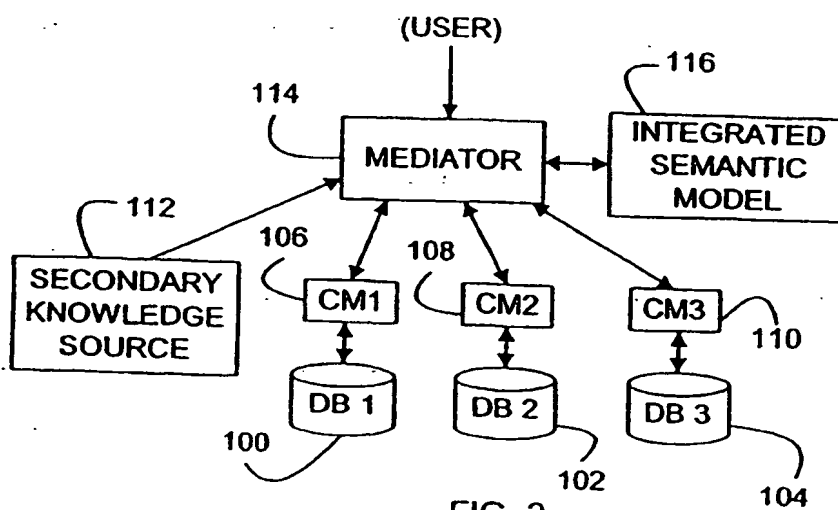 (USER)
114
116
MEDIATOR
INTEGRATED
SEMANTIC
MODEL
112
106
108
SECONDARY
KNOWLEDGE
SOURCE
CM1
CM2
CM3
110
DB 1
DB 2
DB 3
100
102
104